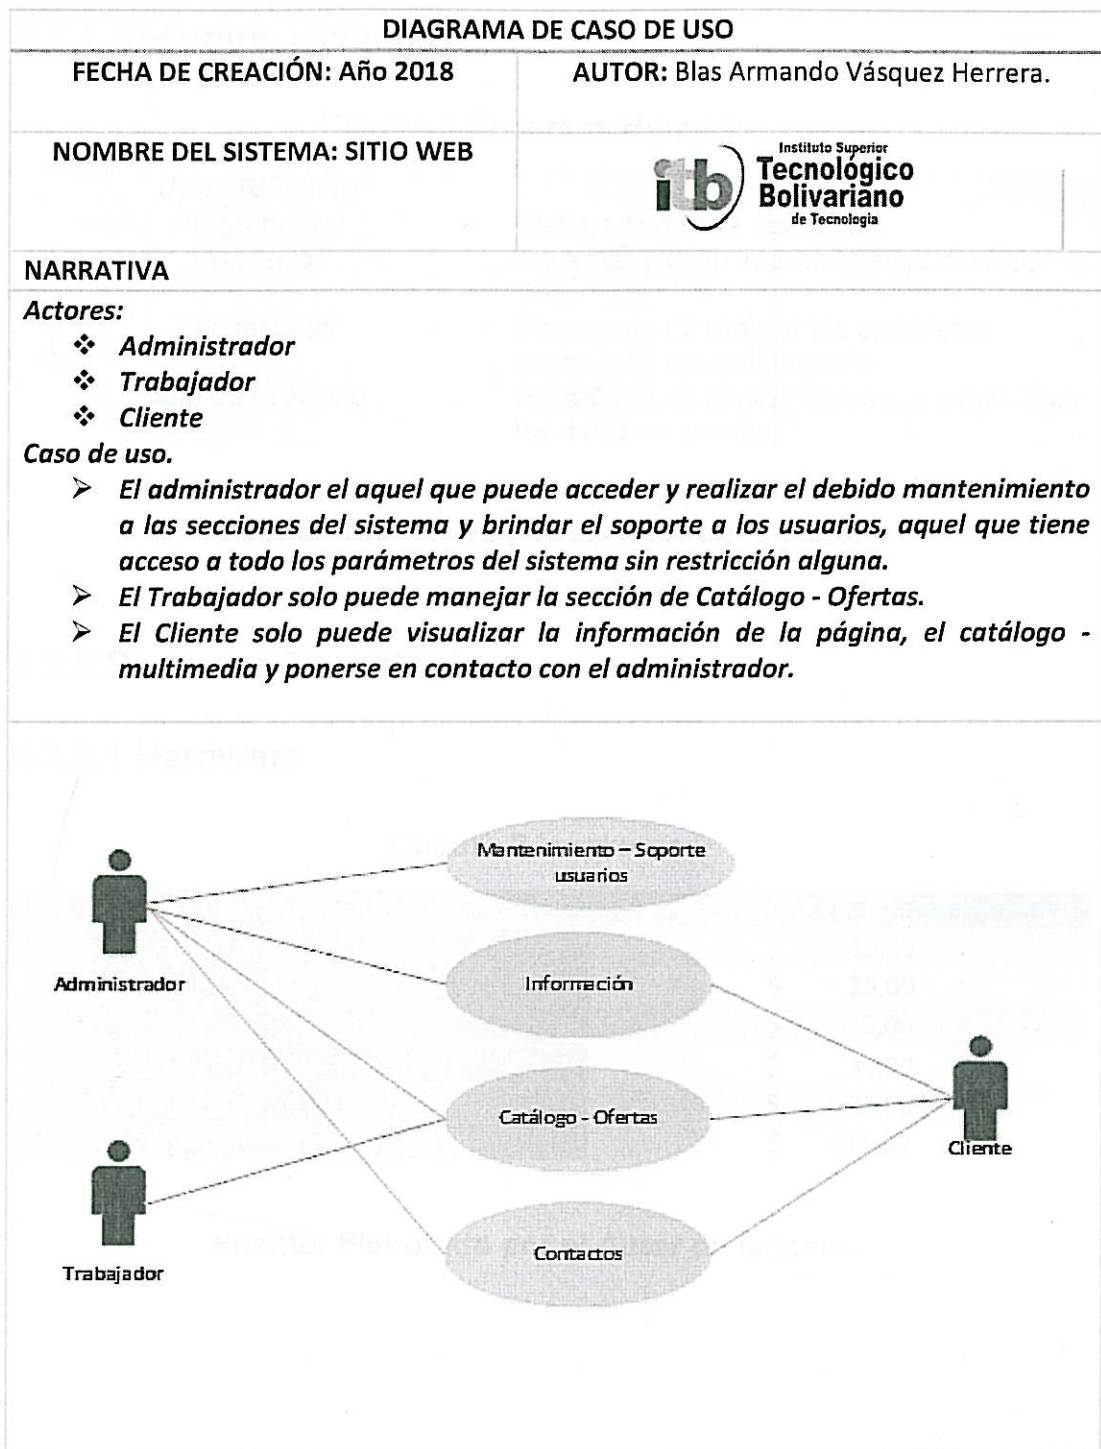 DIAGRAMA DE CASO DE USO
FECHA DE CREACIÓN: Año 2018
AUTOR: Blas Armando Vásquez Herrera.
NOMBRE DEL SISTEMA: SITIO WEB
itb
Instituto Superior
Tecnológico
Bolivariano
de Tecnología
NARRATIVA
Actores:
❖ Administrador
❖ Trabajador
❖ Cliente
Caso de uso.
➢ El administrador el aquel que puede acceder y realizar el debido mantenimiento
a las secciones del sistema y brindar el soporte a los usuarios, aquel que tiene
acceso a todo los parámetros del sistema sin restricción alguna.
➢ El Trabajador solo puede manejar la sección de Catálogo - Ofertas.
➢ El Cliente solo puede visualizar la información de la página, el catálogo -
multimedia y ponerse en contacto con el administrador.
2.2.1 Hardware
Mantenimiento – Soporte
usuarios
Administrador
Información
Catálogo - Ofertas
Cliente
Trabajador
Contactos